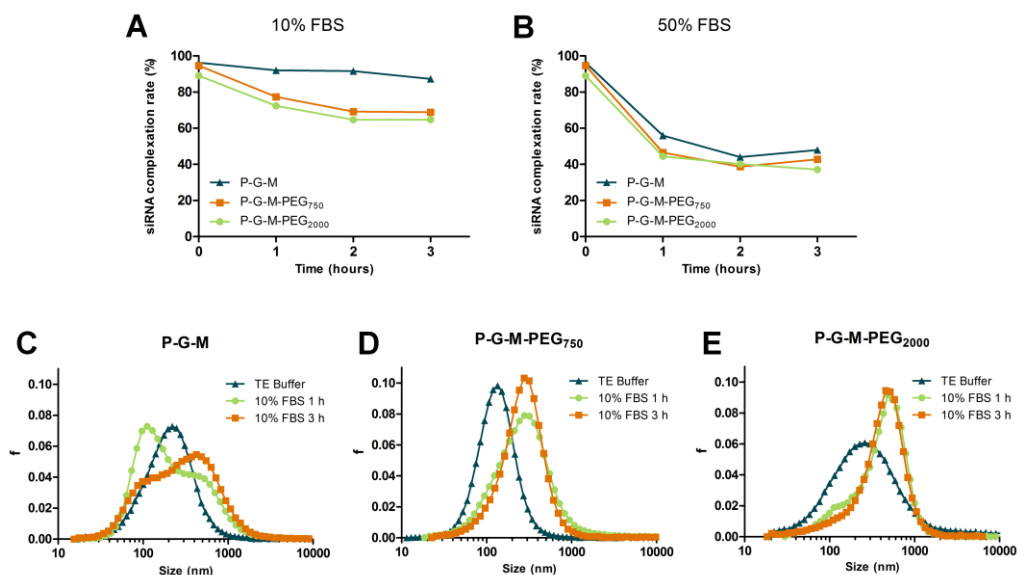 A
10% FBS
siRNA complexation rate (%)
100
80
60
40
20
0
P-G-M
P-G-M-PEG₇₅₀
P-G-M-PEG₂₀₀₀
0
1
2
3
Time (hours)
B
50% FBS
siRNA complexation rate (%)
100
80
60
40
20
0
P-G-M
P-G-M-PEG₇₅₀
P-G-M-PEG₂₀₀₀
0
1
2
3
Time (hours)
C
P-G-M
f
0.10
0.08
0.06
0.04
0.02
0.00
TE Buffer
10% FBS 1 h
10% FBS 3 h
10
100
1000
10000
Size (nm)
D
P-G-M-PEG₇₅₀
f
0.10
0.08
0.06
0.04
0.02
0.00
TE Buffer
10% FBS 1 h
10% FBS 3 h
10
100
1000
10000
Size (nm)
E
P-G-M-PEG₂₀₀₀
f
0.10
0.08
0.06
0.04
0.02
0.00
TE Buffer
10% FBS 1 h
10% FBS 3 h
10
100
1000
10000
Size (nm)